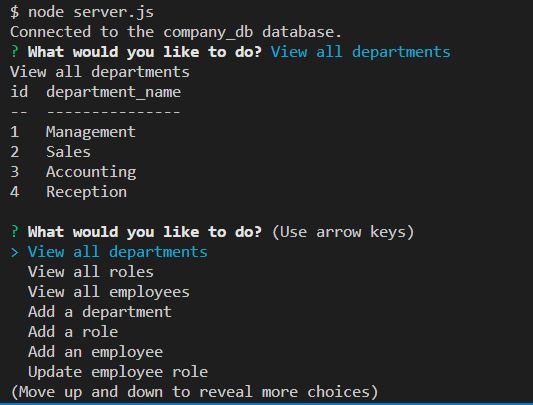 $ node server.js
Connected to the company_db database.
? What would you like to do? View all departments
View all departments
id  department_name
--  ---------------
1   Management
2   Sales
3   Accounting
4   Reception
? What would you like to do? (Use arrow keys)
> View all departments
  View all roles
  View all employees
  Add a department
  Add a role
  Add an employee
  Update employee role
(Move up and down to reveal more choices)